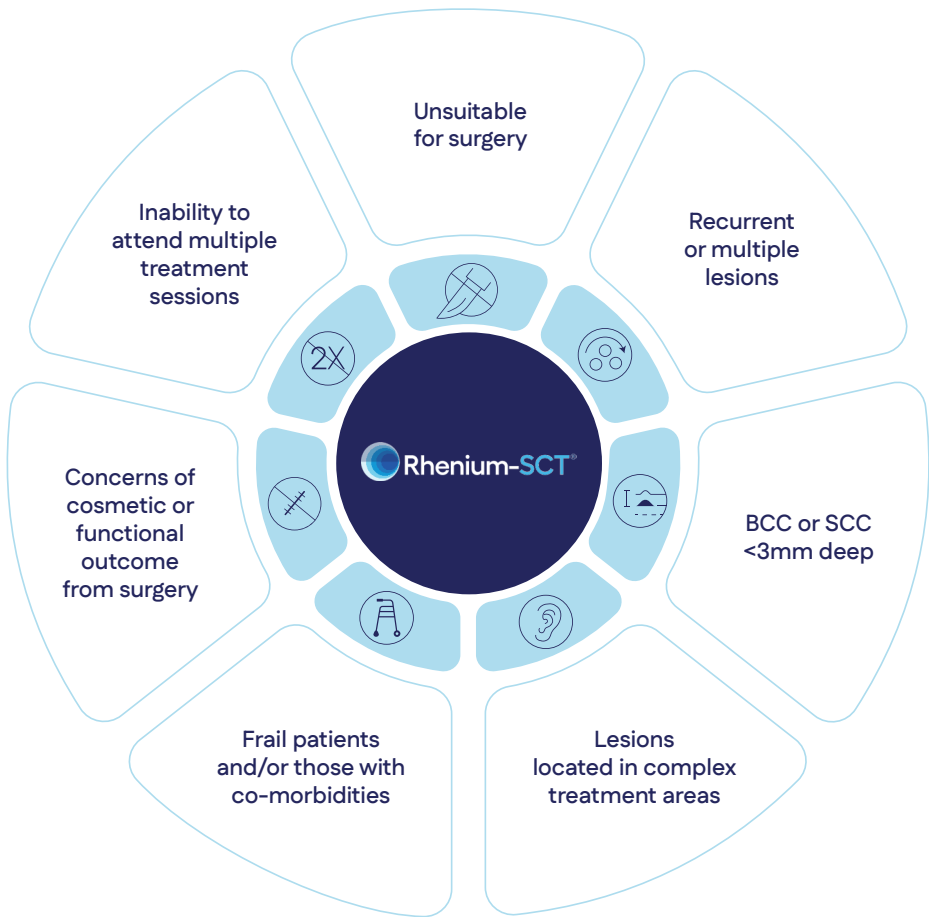 Unsuitable
for surgery
Recurrent
or multiple
lesions
BCC or SCC
<3mm deep
Lesions
located in complex
treatment areas
Frail patients
and/or those with
co-morbidities
Concerns of
cosmetic or
functional
outcome
from surgery
Inability to
attend multiple
treatment
sessions
2X
Rhenium-SCT®